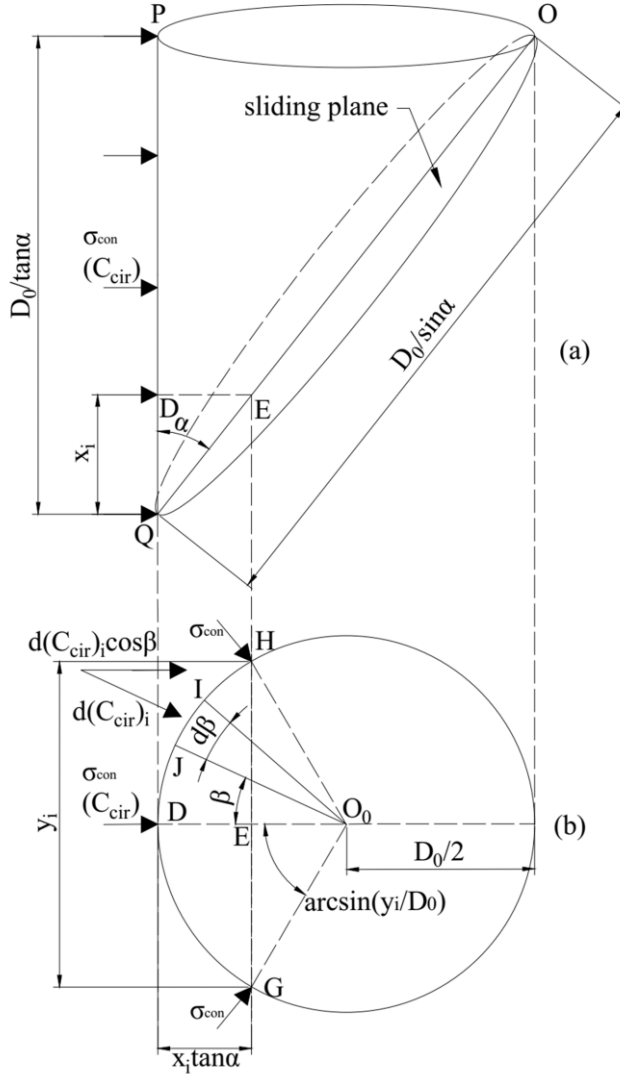 P
O
sliding plane
σcon
(Ccir)
D₀/tanα
D₀/sinα
(a)
D
E
α
xᵢ
Q
σcon
H
d(Ccir)ᵢcosβ
I
d(Ccir)ᵢ
dβ
J
σcon
(Ccir)
β
D
E
O₀
(b)
yᵢ
D₀/2
arcsin(yᵢ/D₀)
G
σcon
xᵢtanα